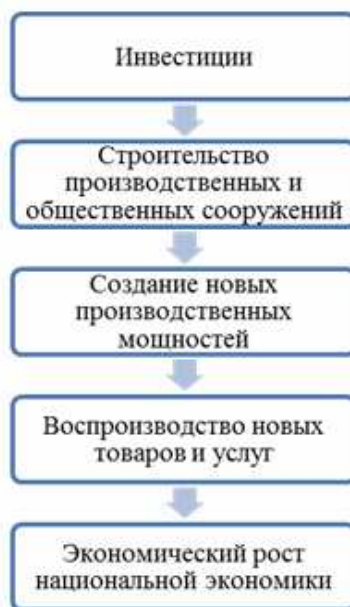 Инвестиции
Строительство
производственных и
общественных сооружений
Создание новых
производственных
мощностей
Воспроизводство новых
товаров и услуг
Экономический рост
национальной экономики